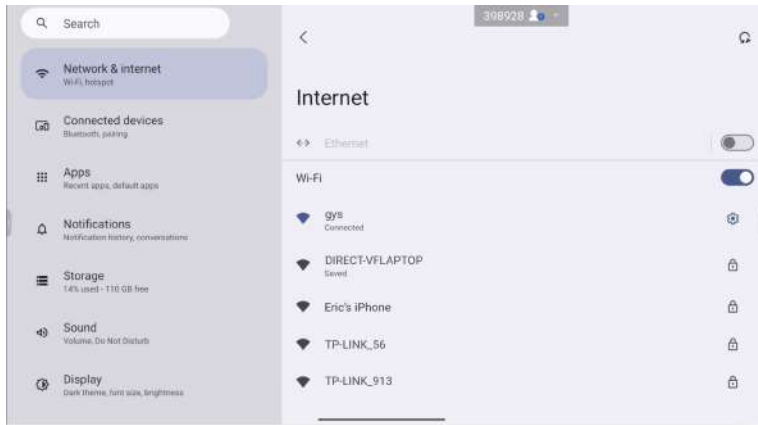 Search
Network & internet
Wi-Fi, hotspot
Connected devices
Bluetooth, pairing
Apps
Recent apps, default apps
Notifications
Notification history, conversations
Storage
14% used - 110 GB free
Sound
Volume, Do Not Disturb
Display
Dark theme, font size, brightness
398928
Internet
Ethernet
Wi-Fi
gys
Connected
DIRECT-VFLAPTOP
Saved
Eric's iPhone
TP-LINK_56
TP-LINK_913